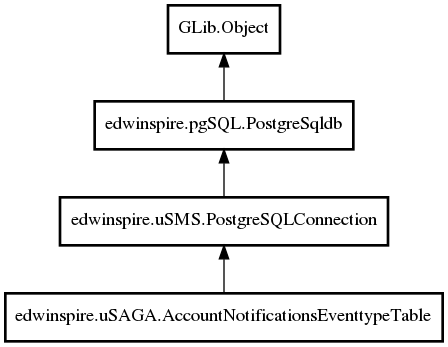 GLib.Object
edwinspire.pgSQL.PostgreSqldb
edwinspire.uSMS.PostgreSQLConnection
edwinspire.uSAGA.AccountNotificationsEventtypeTable